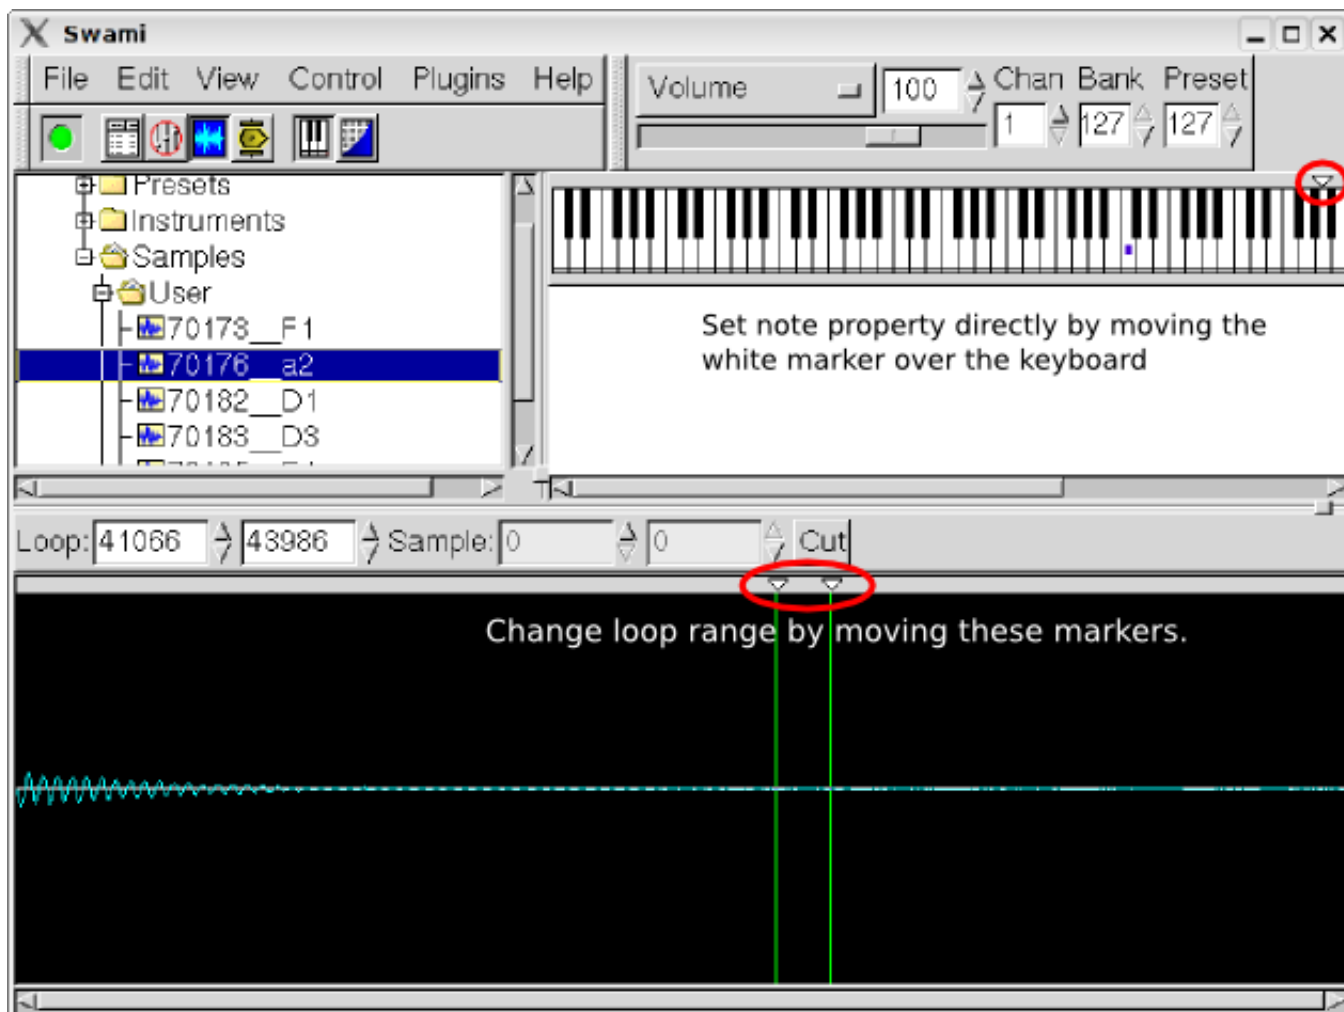 Swami
File Edit View Control Plugins Help
Volume 100 Chan Bank Preset
1 127 127
Presets
Instruments
Samples
User
70173__F1
70176__a2
70182__D1
70183__D3
Set note property directly by moving the
white marker over the keyboard
Loop: 41066 43986 Sample: 0 0 Cut
Change loop range by moving these markers.